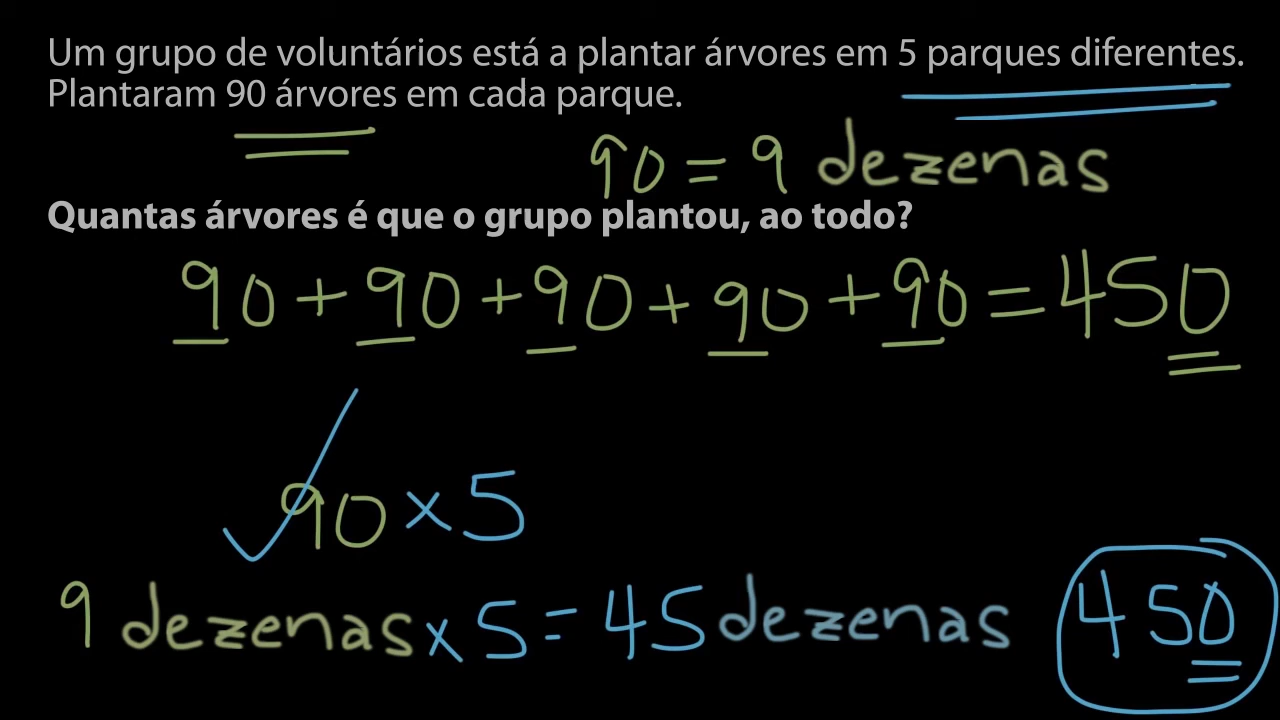 Um grupo de voluntários está a plantar árvores em 5 parques diferentes.
Plantaram 90 árvores em cada parque.
90 = 9 dezenas
Quantas árvores é que o grupo plantou, ao todo?
90 + 90 + 90 + 90 + 90 = 450
90 × 5
9 dezenas × 5 = 45 dezenas 450